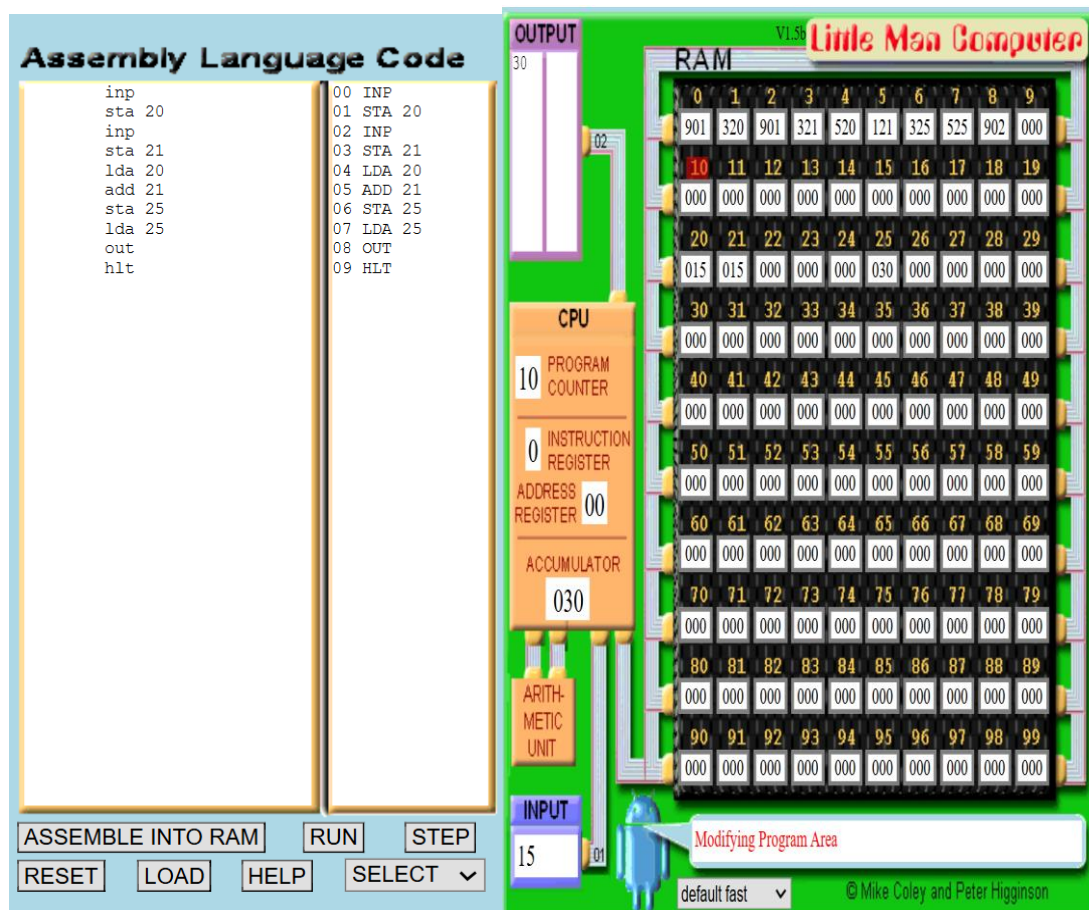 Assembly Language Code
inp
sta 20
inp
sta 21
lda 20
add 21
sta 25
lda 25
out
hlt
00 INP
01 STA 20
02 INP
03 STA 21
04 LDA 20
05 ADD 21
06 STA 25
07 LDA 25
08 OUT
09 HLT
ASSEMBLE INTO RAM RUN STEP
RESET LOAD HELP SELECT
OUTPUT
30
02
CPU
10 PROGRAM
COUNTER
0 INSTRUCTION
REGISTER
ADDRESS
REGISTER 00
ACCUMULATOR
030
ARITH-
METIC
UNIT
INPUT
15
01
V1.5b Little Man Computer
RAM
0 1 2 3 4 5 6 7 8 9
901 320 901 321 520 121 325 525 902 000
10 11 12 13 14 15 16 17 18 19
000 000 000 000 000 000 000 000 000 000
20 21 22 23 24 25 26 27 28 29
015 015 000 000 000 030 000 000 000 000
30 31 32 33 34 35 36 37 38 39
000 000 000 000 000 000 000 000 000 000
40 41 42 43 44 45 46 47 48 49
000 000 000 000 000 000 000 000 000 000
50 51 52 53 54 55 56 57 58 59
000 000 000 000 000 000 000 000 000 000
60 61 62 63 64 65 66 67 68 69
000 000 000 000 000 000 000 000 000 000
70 71 72 73 74 75 76 77 78 79
000 000 000 000 000 000 000 000 000 000
80 81 82 83 84 85 86 87 88 89
000 000 000 000 000 000 000 000 000 000
90 91 92 93 94 95 96 97 98 99
000 000 000 000 000 000 000 000 000 000
Modifying Program Area
default fast
© Mike Coley and Peter Higginson